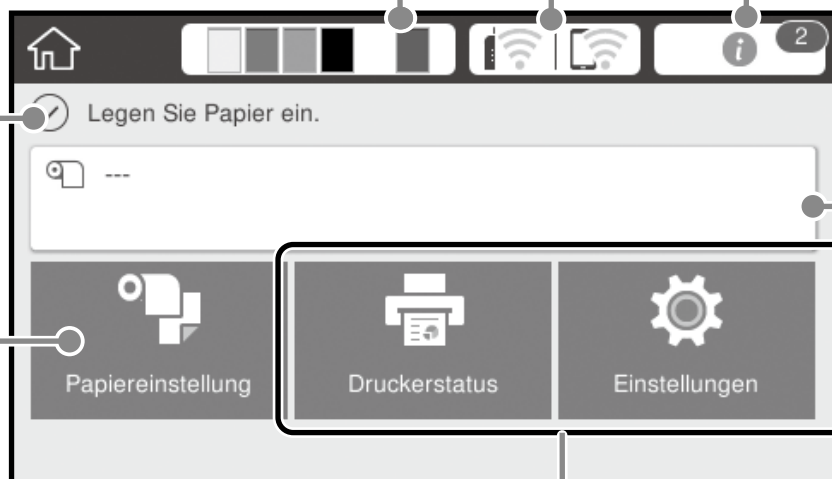 i
2
Legen Sie Papier ein.
---
Papiereinstellung
Druckerstatus
Einstellungen